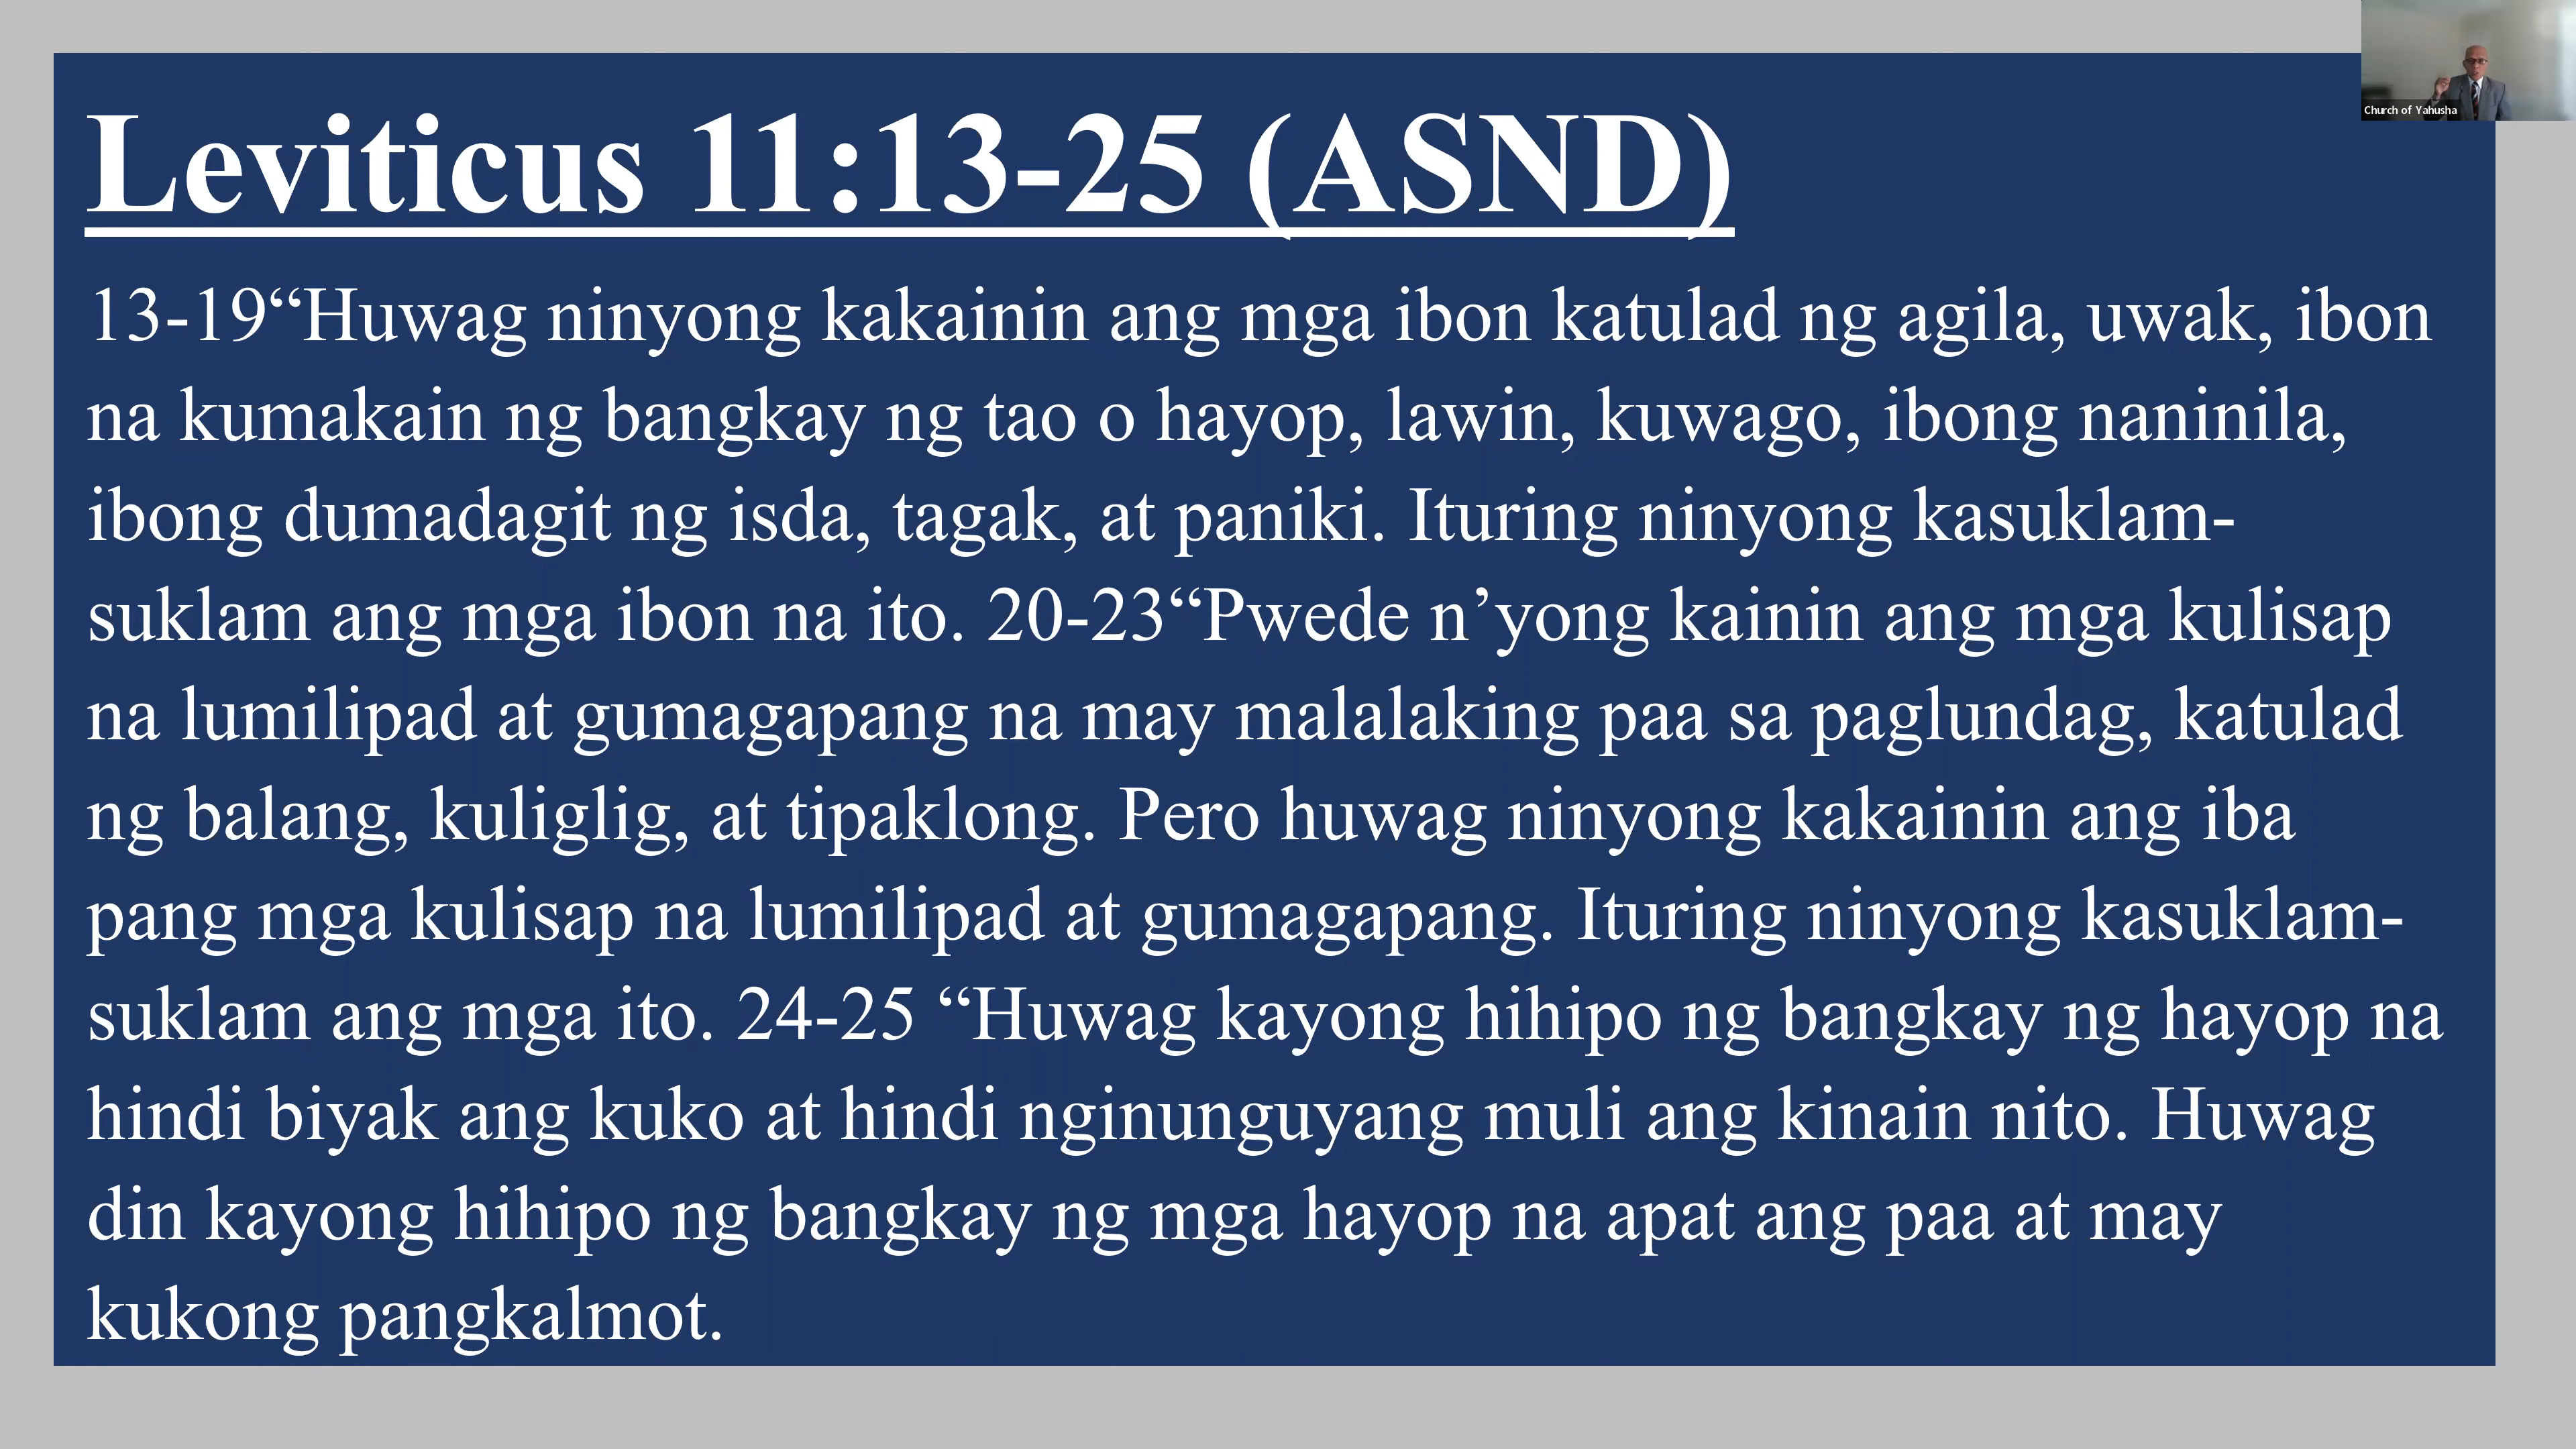 Church of Yahusha
Leviticus 11:13-25 (ASND)
13-19“Huwag ninyong kakainin ang mga ibon katulad ng agila, uwak, ibon
na kumakain ng bangkay ng tao o hayop, lawin, kuwago, ibong naninila,
ibong dumadagit ng isda, tagak, at paniki. Ituring ninyong kasuklam-
suklam ang mga ibon na ito. 20-23“Pwede n’yong kainin ang mga kulisap
na lumilipad at gumagapang na may malalaking paa sa paglundag, katulad
ng balang, kuliglig, at tipaklong. Pero huwag ninyong kakainin ang iba
pang mga kulisap na lumilipad at gumagapang. Ituring ninyong kasuklam-
suklam ang mga ito. 24-25 “Huwag kayong hihipo ng bangkay ng hayop na
hindi biyak ang kuko at hindi nginunguyang muli ang kinain nito. Huwag
din kayong hihipo ng bangkay ng mga hayop na apat ang paa at may
kukong pangkalmot.